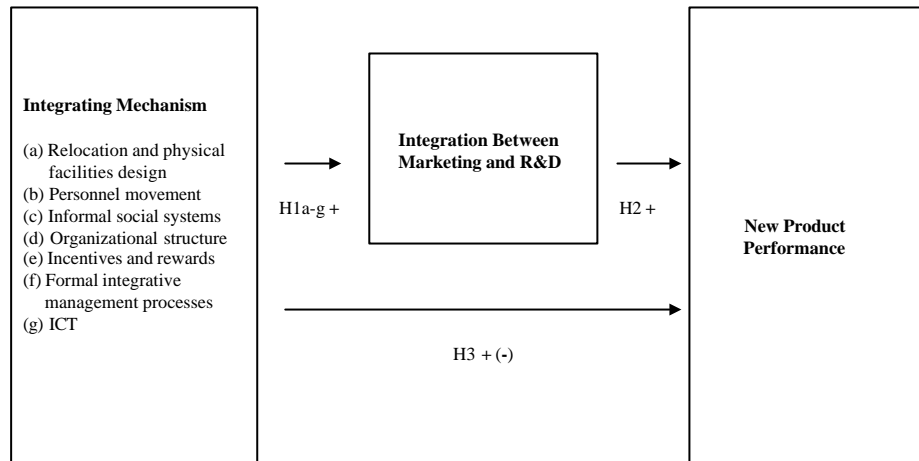 Integrating Mechanism
(a) Relocation and physical
facilities design
(b) Personnel movement
(c) Informal social systems
(d) Organizational structure
(e) Incentives and rewards
(f) Formal integrative
management processes
(g) ICT
H1a-g +
Integration Between
Marketing and R&D
H2 +
H3 + (-)
New Product
Performance